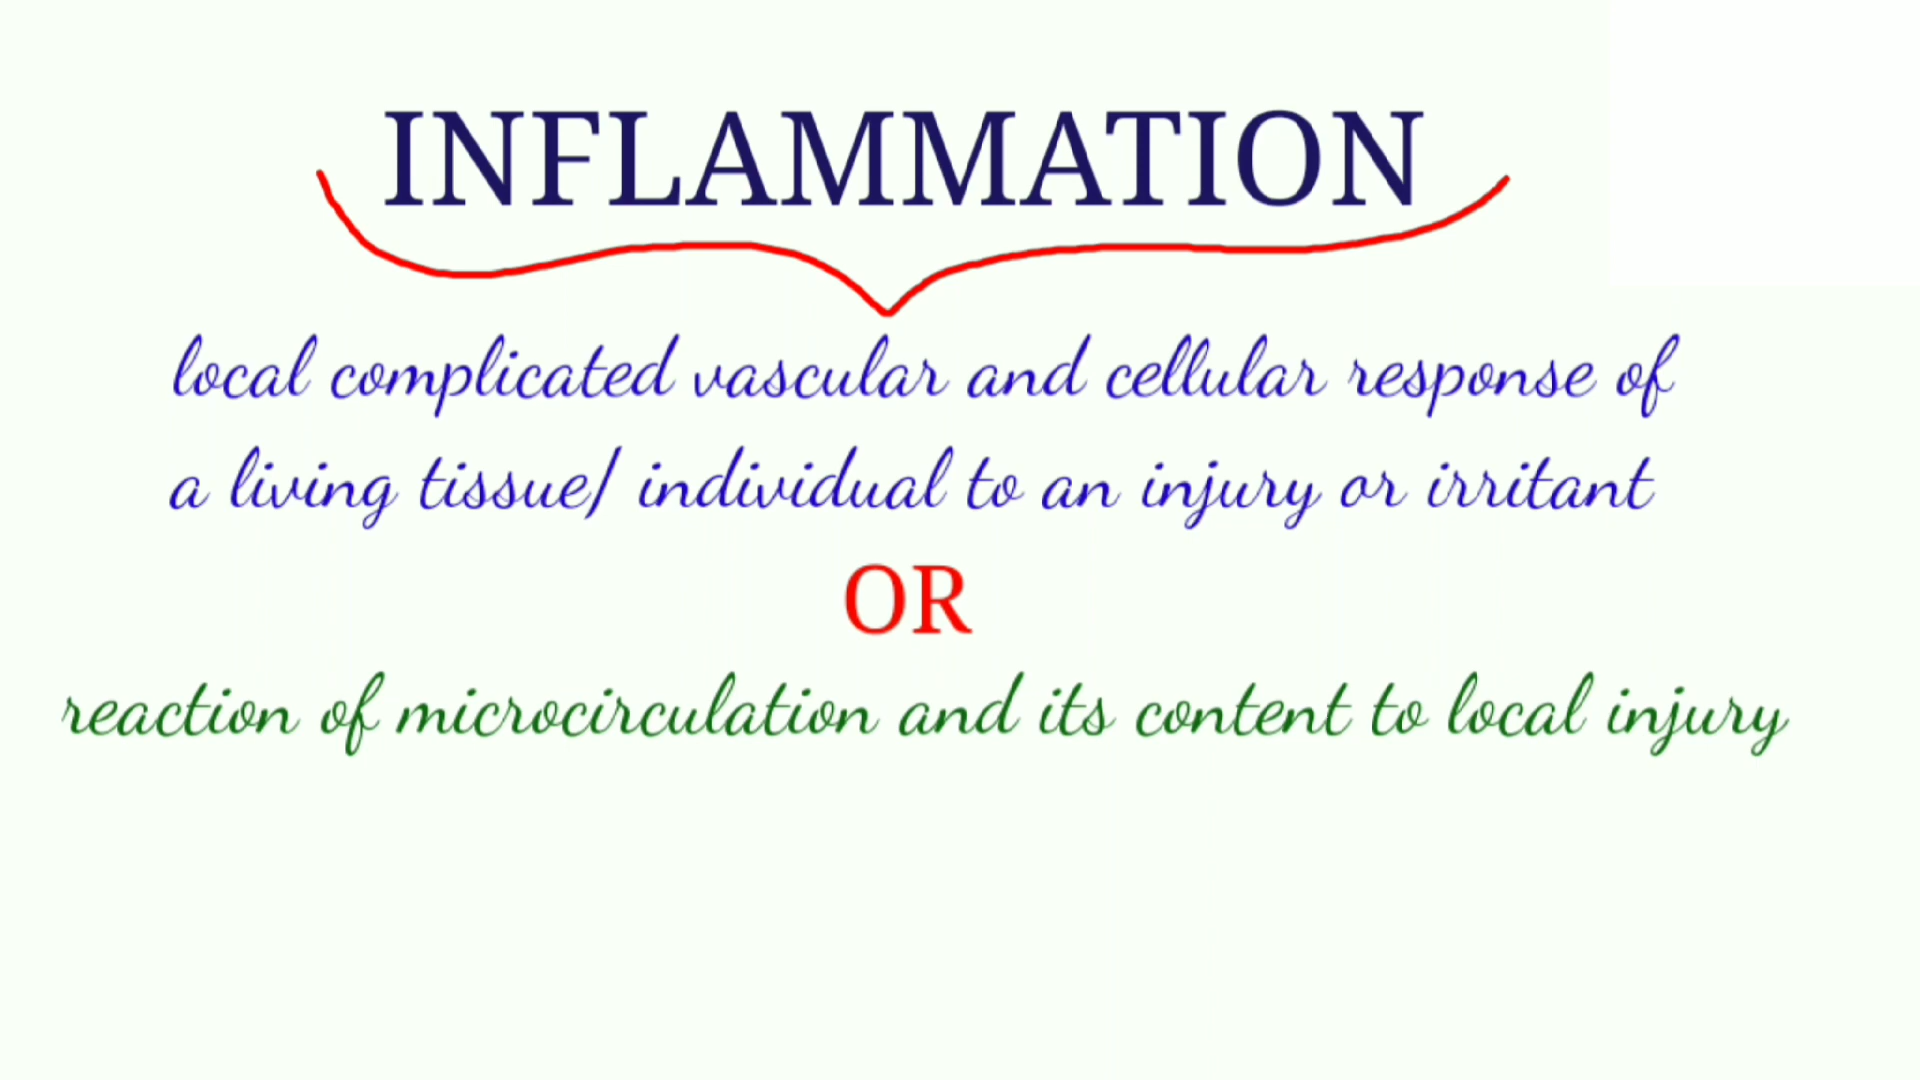 INFLAMMATION
local complicated vascular and cellular response of
a living tissue/ individual to an injury or irritant
OR
reaction of microcirculation and its content to local injury